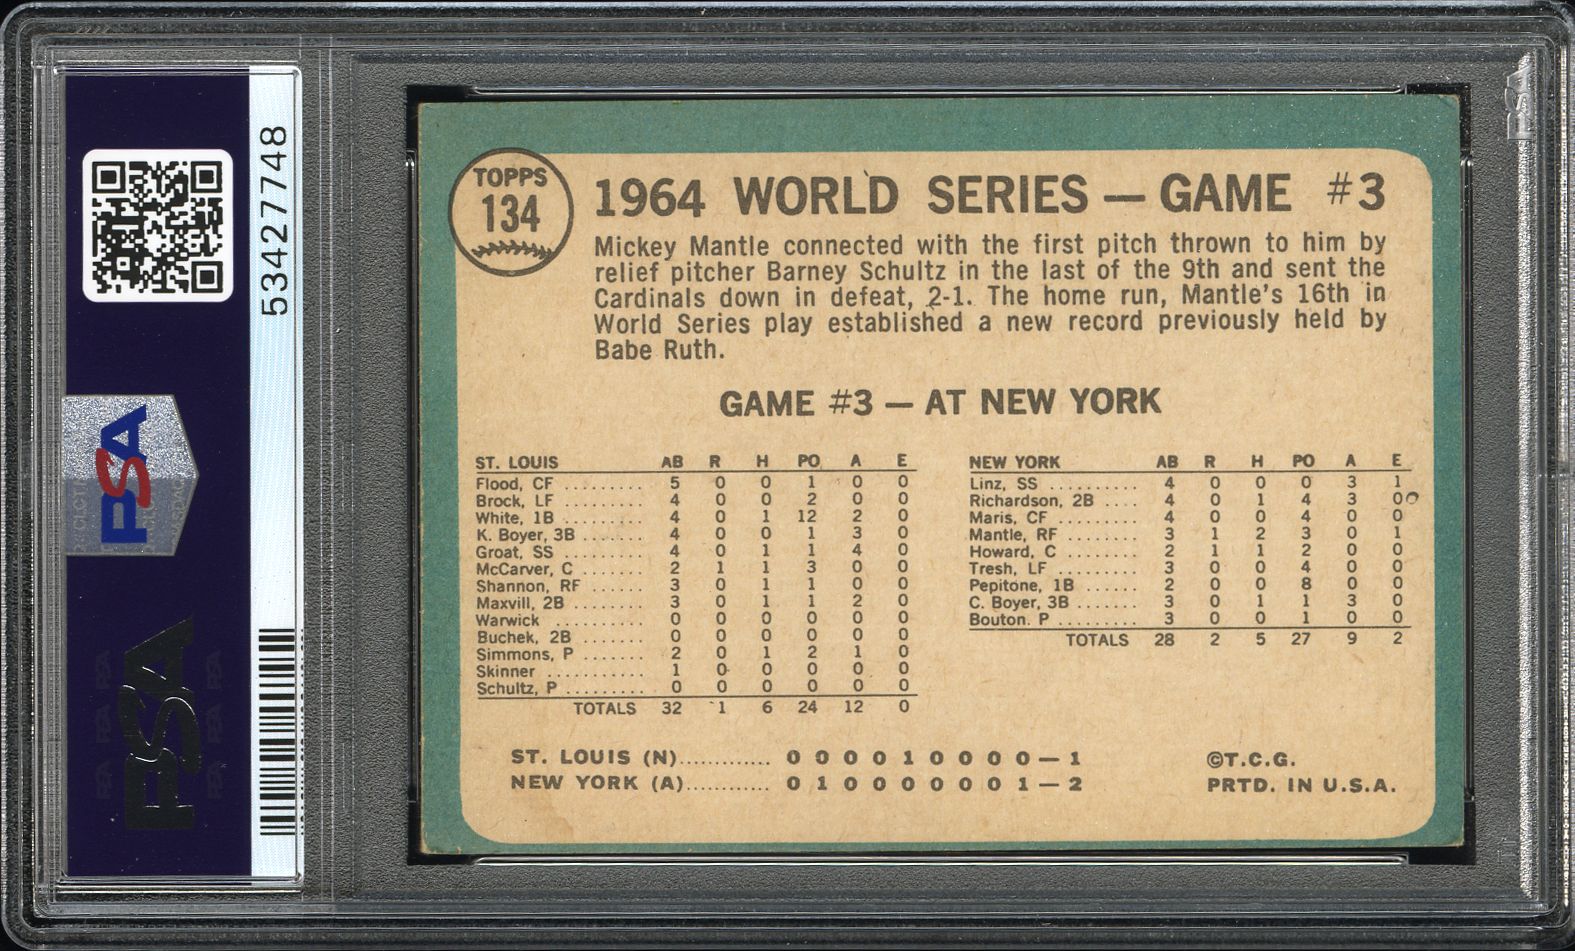 53427748
PSA
PSA
TOPPS
134
1964 WORLD SERIES — GAME #3
Mickey Mantle connected with the first pitch thrown to him by
relief pitcher Barney Schultz in the last of the 9th and sent the
Cardinals down in defeat, 2-1. The home run, Mantle's 16th in
World Series play established a new record previously held by
Babe Ruth.
GAME #3 — AT NEW YORK
ST. LOUIS AB R H PO A E
Flood, CF ......... 5 0 0 1 0 0
Brock, LF ......... 4 0 0 2 0 0
White, 1B ......... 4 0 1 12 2 0
K. Boyer, 3B ....... 4 0 0 1 3 0
Groat, SS ......... 4 0 1 1 4 0
McCarver, C ....... 2 1 1 3 0 0
Shannon, RF ....... 3 0 1 1 0 0
Maxvill, 2B ........ 3 0 1 1 2 0
Warwick ........... 0 0 0 0 0 0
Buchek, 2B ........ 0 0 0 0 0 0
Simmons, P ....... 2 0 1 2 1 0
Skinner ........... 1 0 0 0 0 0
Schultz, P ......... 0 0 0 0 0 0
TOTALS 32 1 6 24 12 0
NEW YORK AB R H PO A E
Linz, SS .......... 4 0 0 0 3 1
Richardson, 2B .... 4 0 1 4 3 0
Maris, CF ......... 4 0 0 4 0 0
Mantle, RF ........ 3 1 2 3 0 1
Howard, C ........ 2 1 1 2 0 0
Tresh, LF ......... 3 0 0 4 0 0
Pepitone, 1B ...... 2 0 0 8 0 0
C. Boyer, 3B ....... 3 0 1 1 3 0
Bouton. P ......... 3 0 0 1 0 0
TOTALS 28 2 5 27 9 2
ST. LOUIS (N)............. 0 0 0 0 1 0 0 0 0 — 1
NEW YORK (A)............ 0 1 0 0 0 0 0 0 1 — 2
©T.C.G.
PRTD. IN U.S.A.